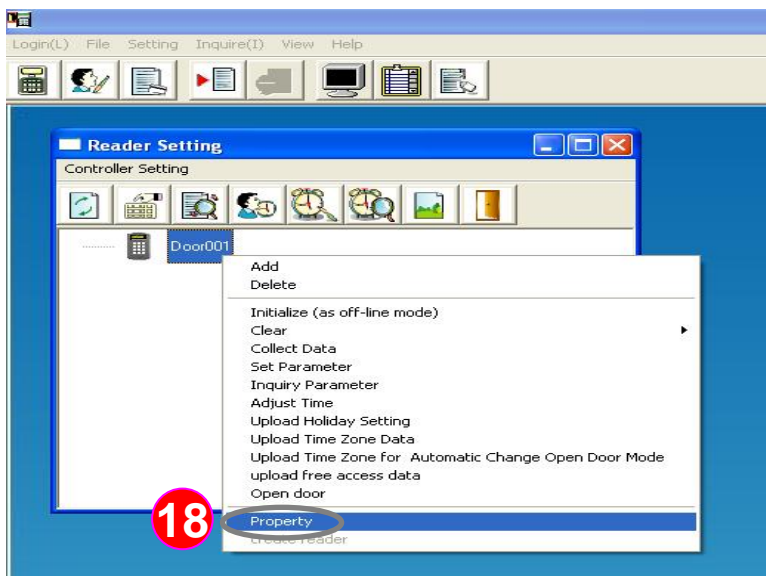 Login(L) File Setting Inquire(I) View Help
Reader Setting
Controller Setting
Door001
Add
Delete
Initialize (as off-line mode)
Clear
Collect Data
Set Parameter
Inquiry Parameter
Adjust Time
Upload Holiday Setting
Upload Time Zone Data
Upload Time Zone for Automatic Change Open Door Mode
upload free access data
Open door
18 Property
create reader